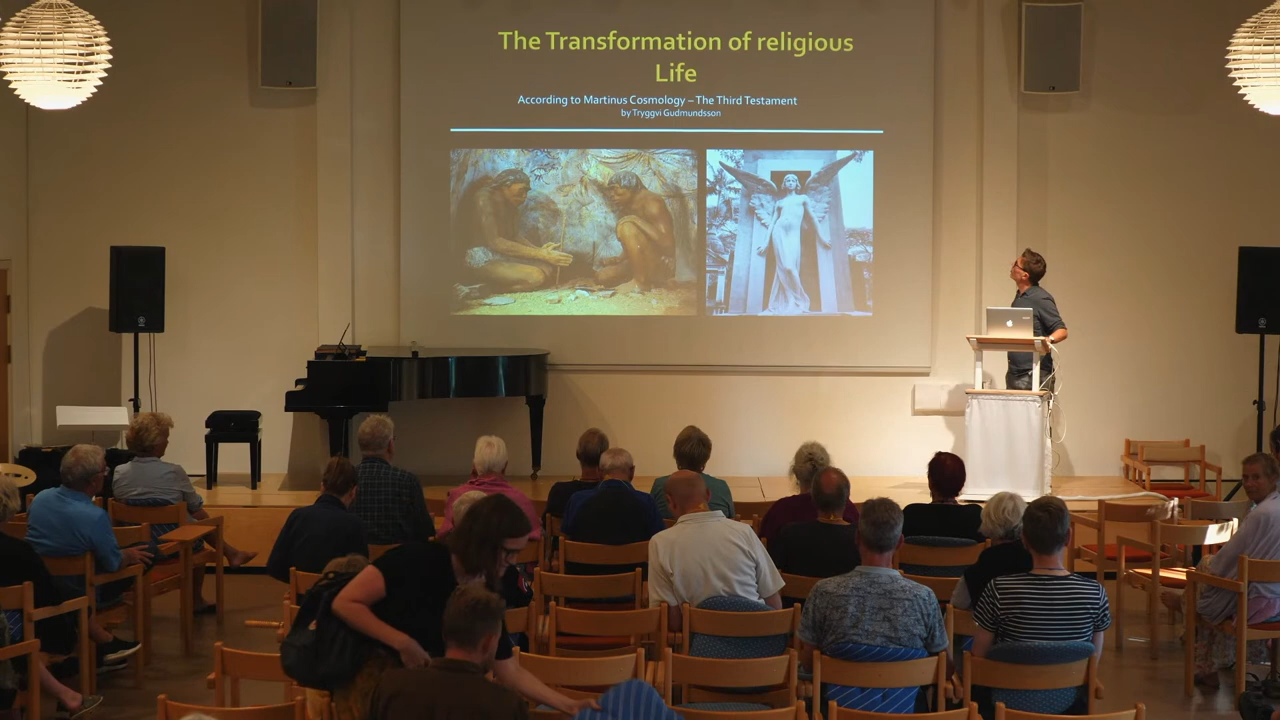 The Transformation of religious
Life
According to Martinus Cosmology – The Third Testament
by Tryggvi Gudmundsson